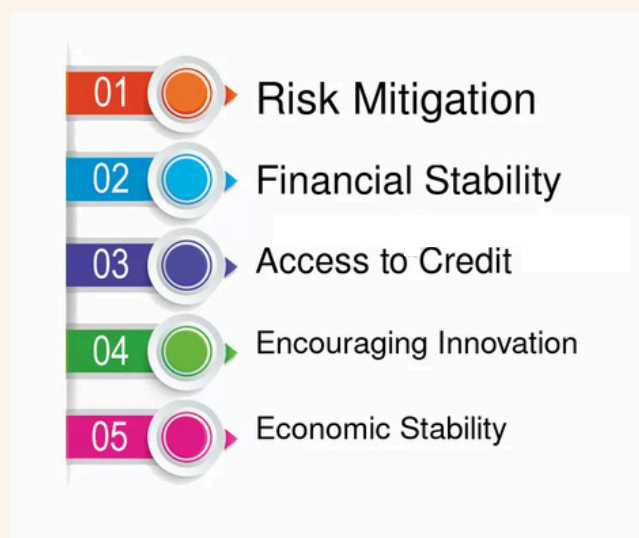 01 Risk Mitigation
02 Financial Stability
03 Access to Credit
04 Encouraging Innovation
05 Economic Stability